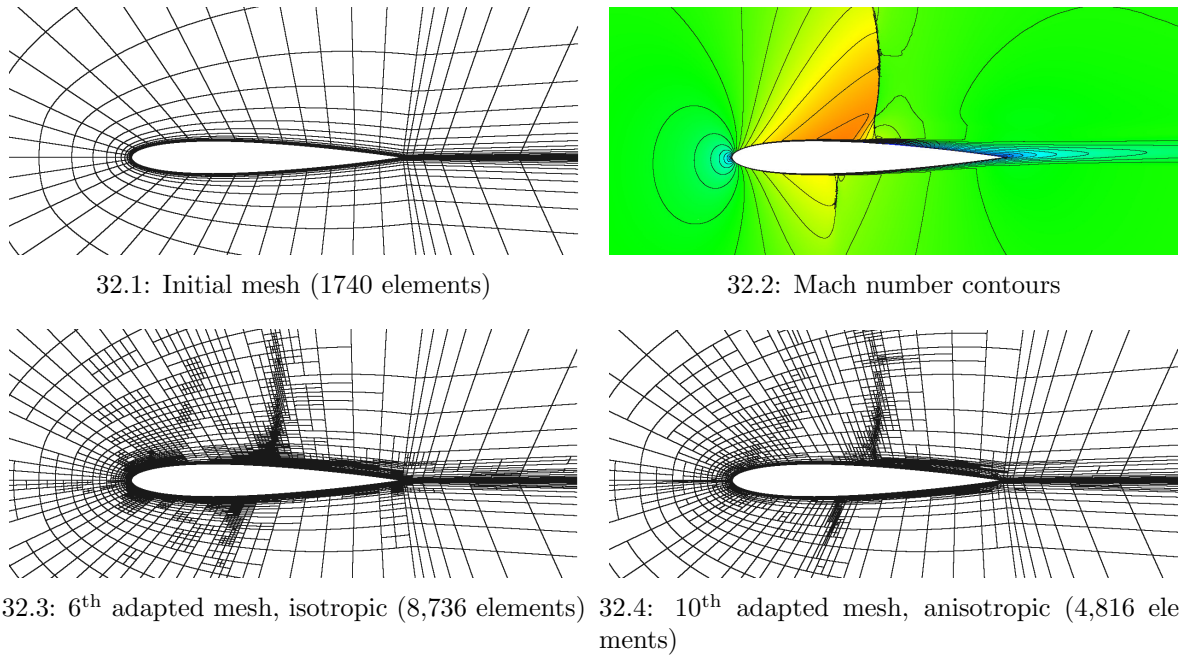 32.1: Initial mesh (1740 elements)
32.2: Mach number contours
32.3: 6th adapted mesh, isotropic (8,736 elements)
32.4: 10th adapted mesh, anisotropic (4,816 ele
ments)